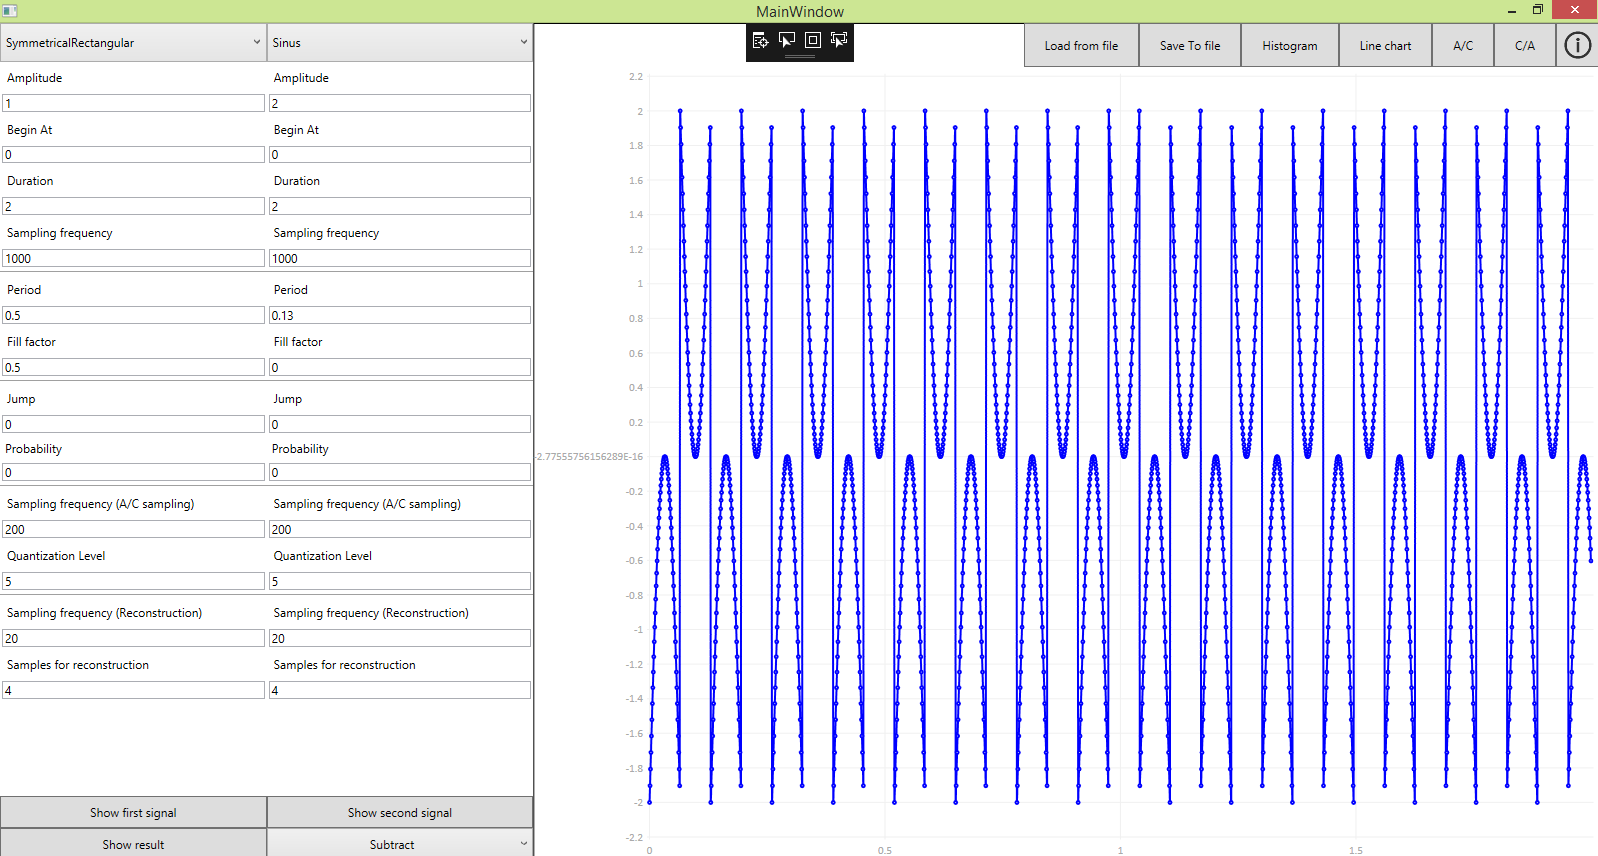 MainWindow
SymmetricalRectangular Sinus
Load from file Save To file Histogram Line chart A/C C/A
Amplitude Amplitude
1 2
Begin At Begin At
0 0
Duration Duration
2 2
Sampling frequency Sampling frequency
1000 1000
Period Period
0.5 0.13
Fill factor Fill factor
0.5 0
Jump Jump
0 0
Probability Probability
0 0
Sampling frequency (A/C sampling) Sampling frequency (A/C sampling)
200 200
Quantization Level Quantization Level
5 5
Sampling frequency (Reconstruction) Sampling frequency (Reconstruction)
20 20
Samples for reconstruction Samples for reconstruction
4 4
Show first signal Show second signal
Show result Subtract
2.2
2
1.8
1.6
1.4
1.2
1
0.8
0.6
0.4
0.2
-2.77555756156289E-16
-0.2
-0.4
-0.6
-0.8
-1
-1.2
-1.4
-1.6
-1.8
-2
-2.2
0 0.5 1 1.5